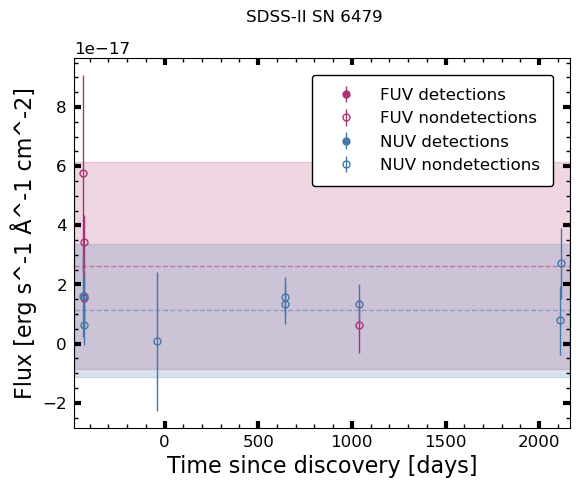 SDSS-II SN 6479
1e−17
FUV detections
FUV nondetections
NUV detections
NUV nondetections
8
6
4
2
0
−2
Flux [erg s^-1 Å^-1 cm^-2]
0 500 1000 1500 2000
Time since discovery [days]